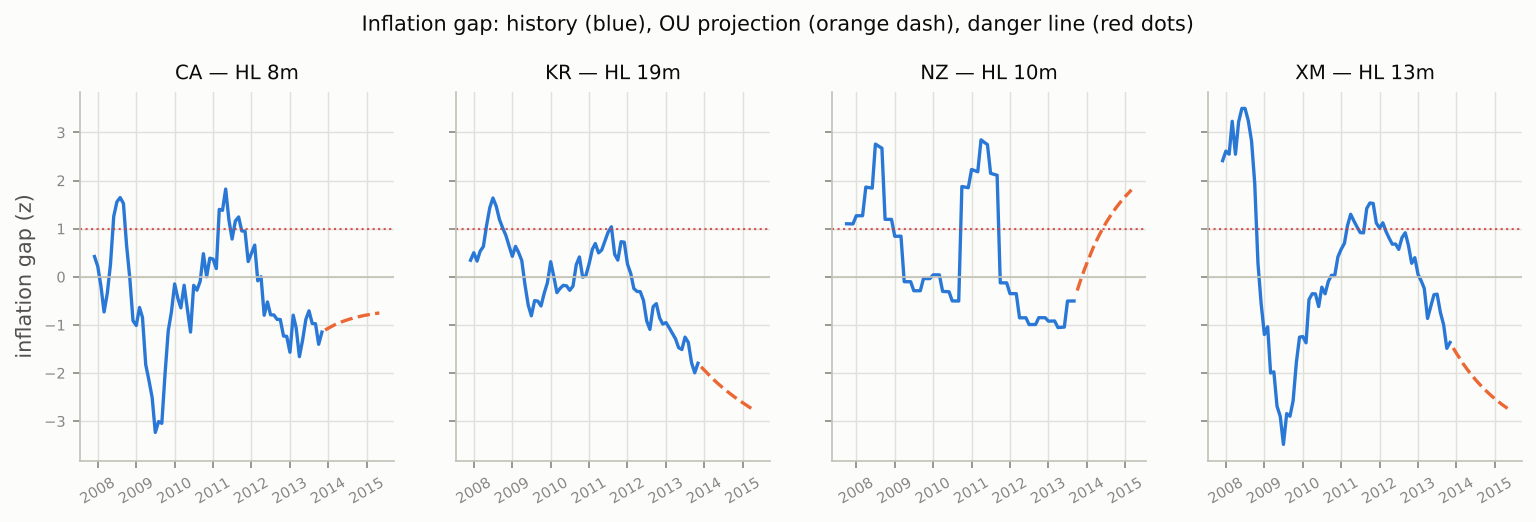 Inflation gap: history (blue), OU projection (orange dash), danger line (red dots)
CA — HL 8m
KR — HL 19m
NZ — HL 10m
XM — HL 13m
inflation gap (z)
3
2
1
0
−1
−2
−3
2008 2009 2010 2011 2012 2013 2014 2015
2008 2009 2010 2011 2012 2013 2014 2015
2008 2009 2010 2011 2012 2013 2014 2015
2008 2009 2010 2011 2012 2013 2014 2015